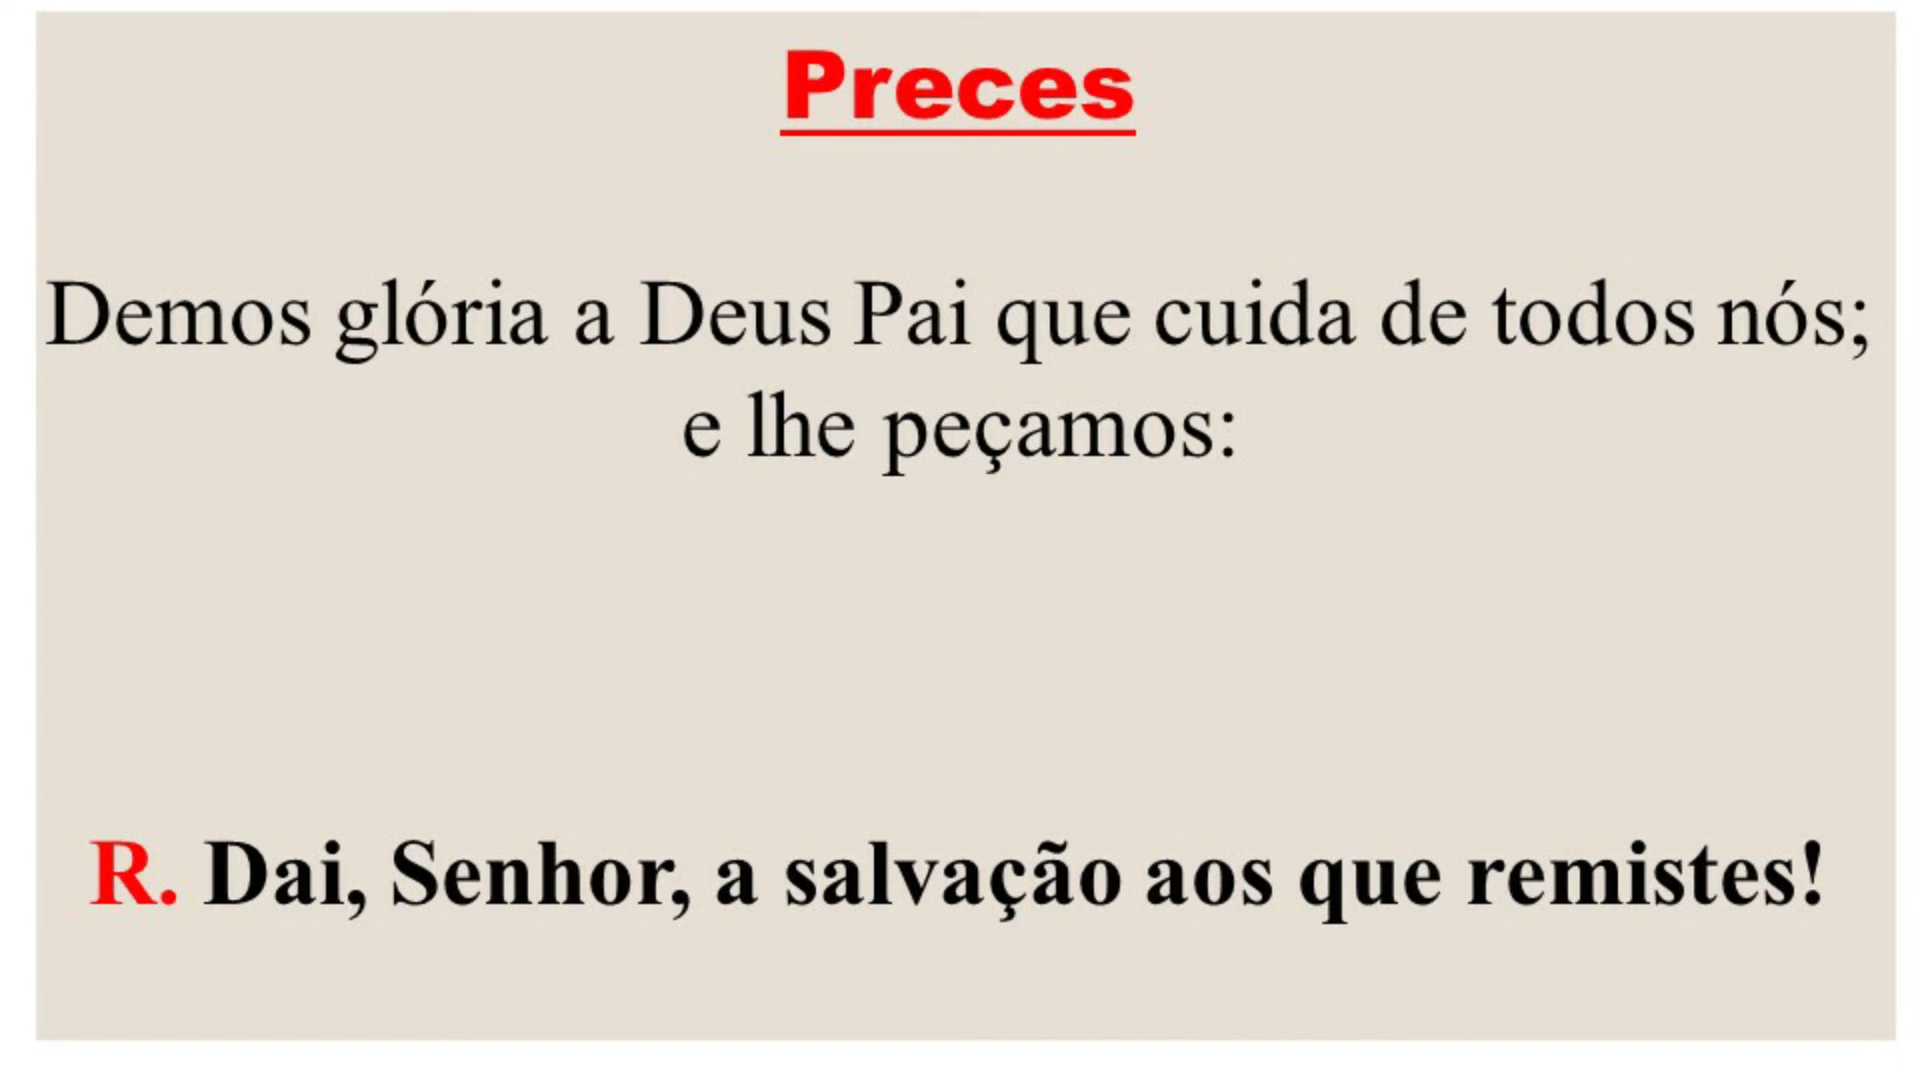 Preces
Demos glória a Deus Pai que cuida de todos nós;
e lhe peçamos:
R. Dai, Senhor, a salvação aos que remistes!